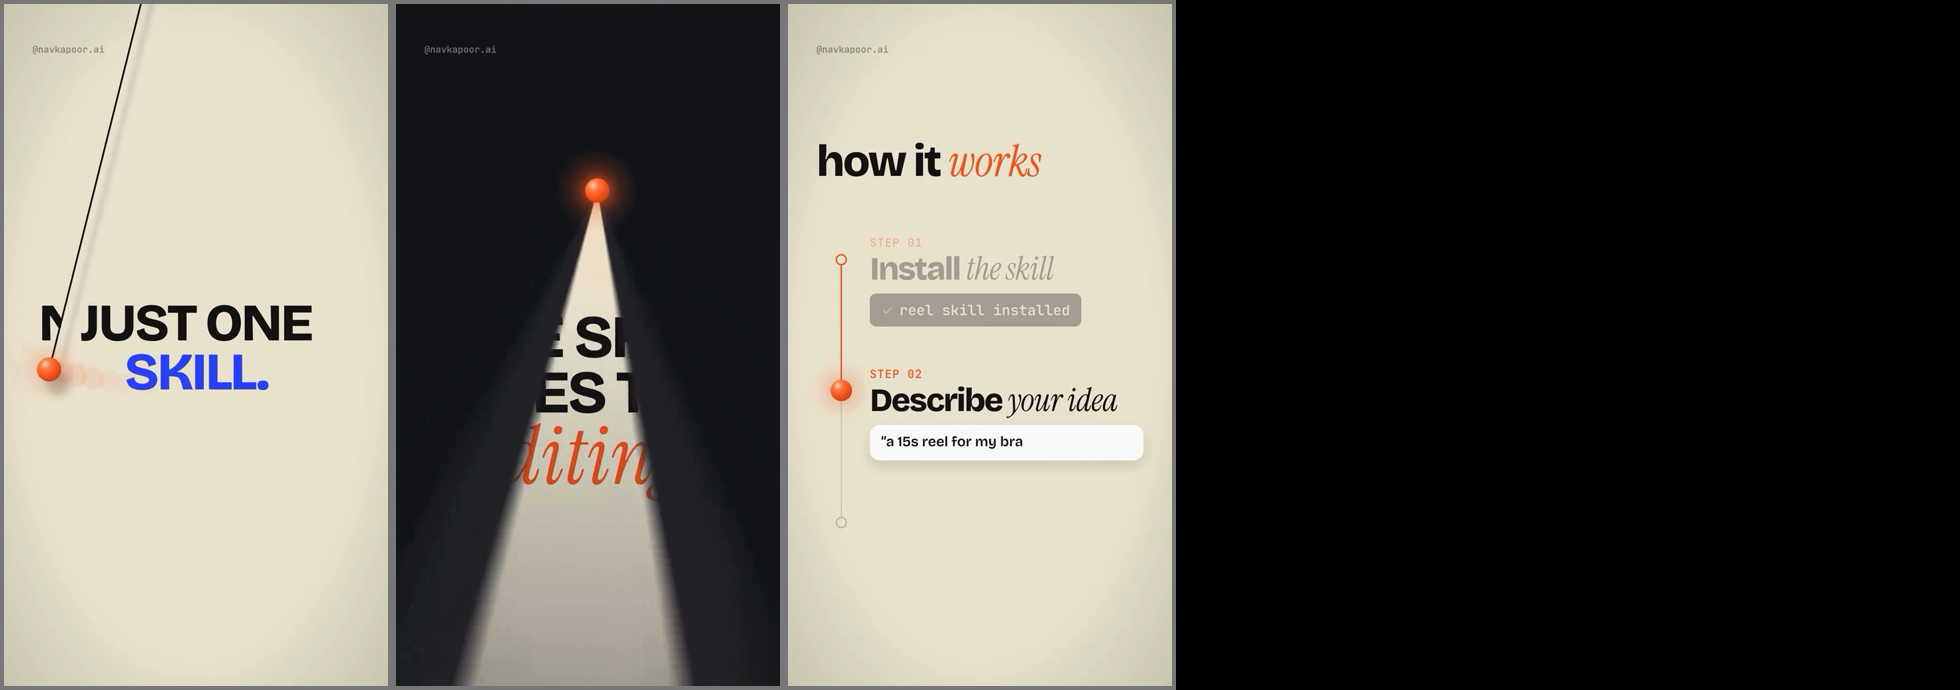 @navkapoor.ai
JUST ONE
SKILL.
@navkapoor.ai
@navkapoor.ai
how it works
STEP 01
Install the skill
✓ reel skill installed
STEP 02
Describe your idea
“a 15s reel for my bra